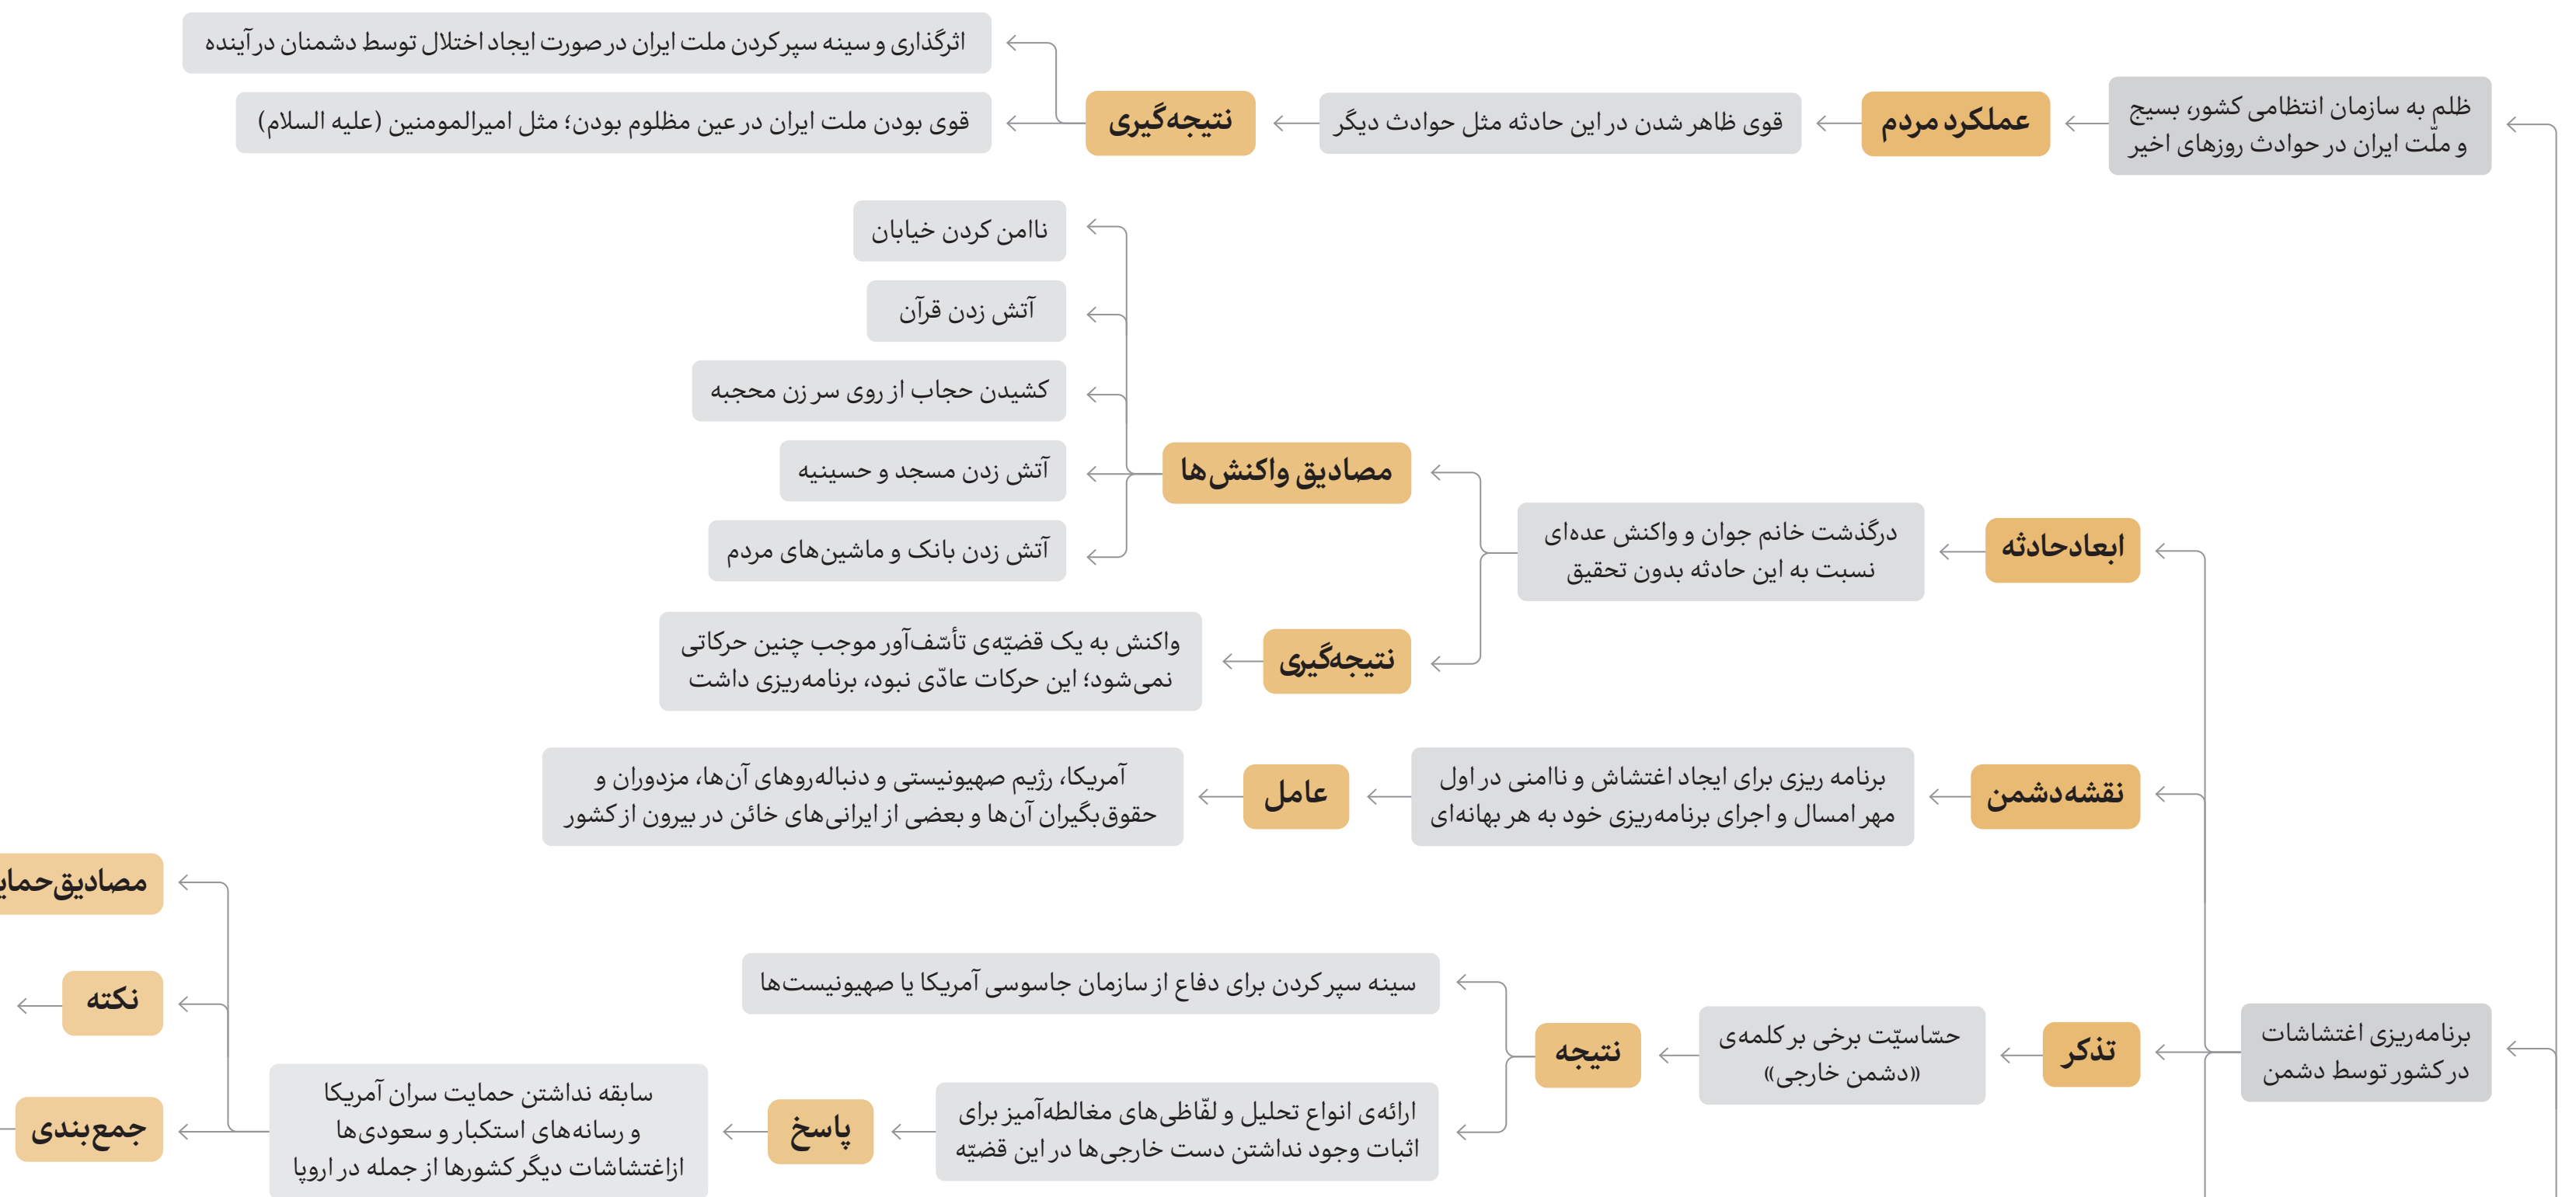 ظلم به سازمان انتظامی کشور، بسیج
و ملّت ایران در حوادث روزهای اخیر
عملکرد مردم
قوی ظاهر شدن در این حادثه مثل حوادث دیگر
نتیجه‌گیری
اثرگذاری و سینه سپر کردن ملت ایران در صورت ایجاد اختلال توسط دشمنان در آینده
قوی بودن ملت ایران در عین مظلوم بودن؛ مثل امیرالمومنین (علیه السلام)
برنامه‌ریزی اغتشاشات
در کشور توسط دشمن
ابعاد حادثه
درگذشت خانم جوان و واکنش عده‌ای
نسبت به این حادثه بدون تحقیق
مصادیق واکنش‌ها
ناامن کردن خیابان
آتش زدن قرآن
کشیدن حجاب از روی سر زن محجبه
آتش زدن مسجد و حسینیه
آتش زدن بانک و ماشین‌های مردم
نتیجه‌گیری
واکنش به یک قضیّه‌ی تأسّف‌آور موجب چنین حرکاتی
نمی‌شود؛ این حرکات عادّی نبود، برنامه‌ریزی داشت
نقشه دشمن
برنامه ریزی برای ایجاد اغتشاش و ناامنی در اول
مهر امسال و اجرای برنامه‌ریزی خود به هر بهانه‌ای
عامل
آمریکا، رژیم صهیونیستی و دنباله‌روهای آن‌ها، مزدوران و
حقوق‌بگیران آن‌ها و بعضی از ایرانی‌های خائن در بیرون از کشور
تذکر
حسّاسیّت برخی بر کلمه‌ی
«دشمن خارجی»
نتیجه
سینه سپر کردن برای دفاع از سازمان جاسوسی آمریکا یا صهیونیست‌ها
ارائه‌ی انواع تحلیل و لفّاظی‌های مغالطه‌آمیز برای
اثبات وجود نداشتن دست خارجی‌ها در این قضیّه
پاسخ
سابقه نداشتن حمایت سران آمریکا
و رسانه‌های استکبار و سعودی‌ها
ازاغتشاشات دیگر کشورها از جمله در اروپا
مصادیق
نکته
جمع‌بندی